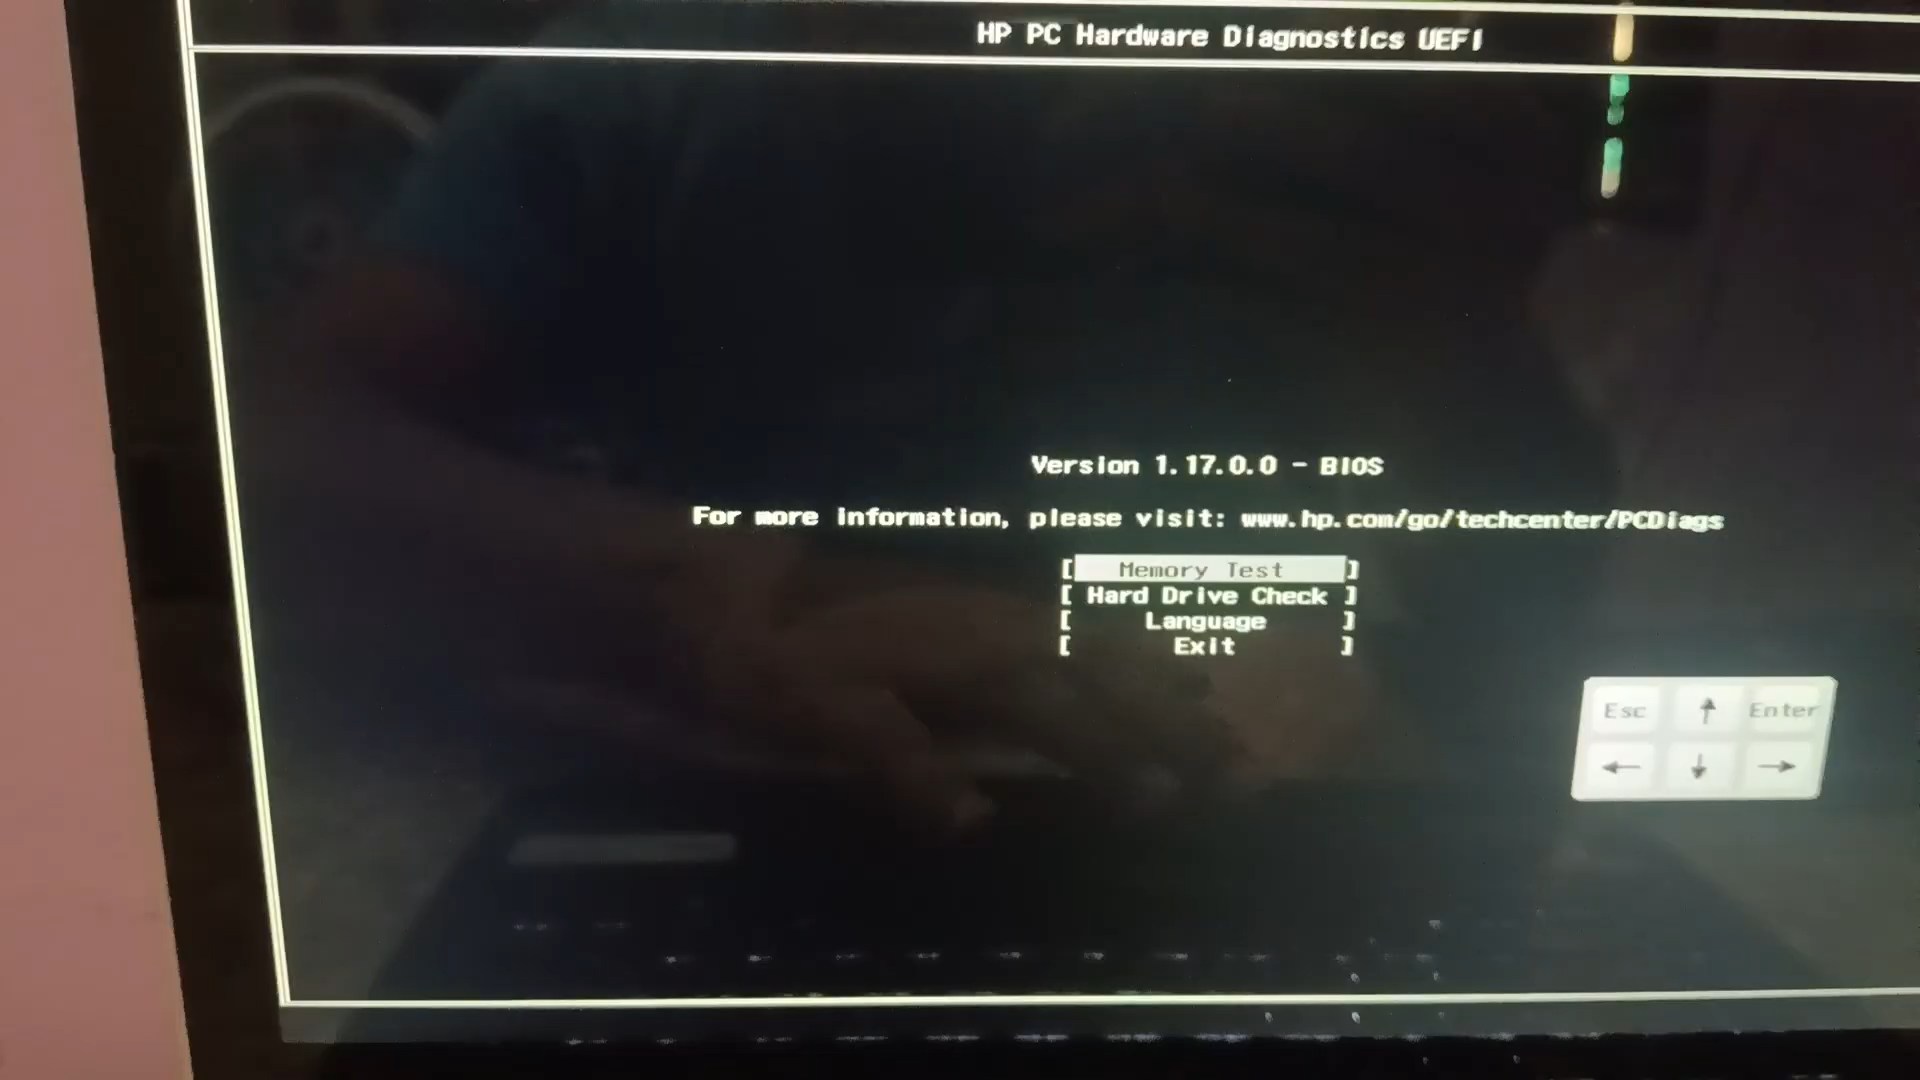 HP PC Hardware Diagnostics UEFI
Version 1.17.0.0 - BIOS
For more information, please visit: www.hp.com/go/techcenter/PCDiags
[ Memory Test ]
[ Hard Drive Check ]
[ Language ]
[ Exit ]
Esc ↑ Enter
← ↓ →